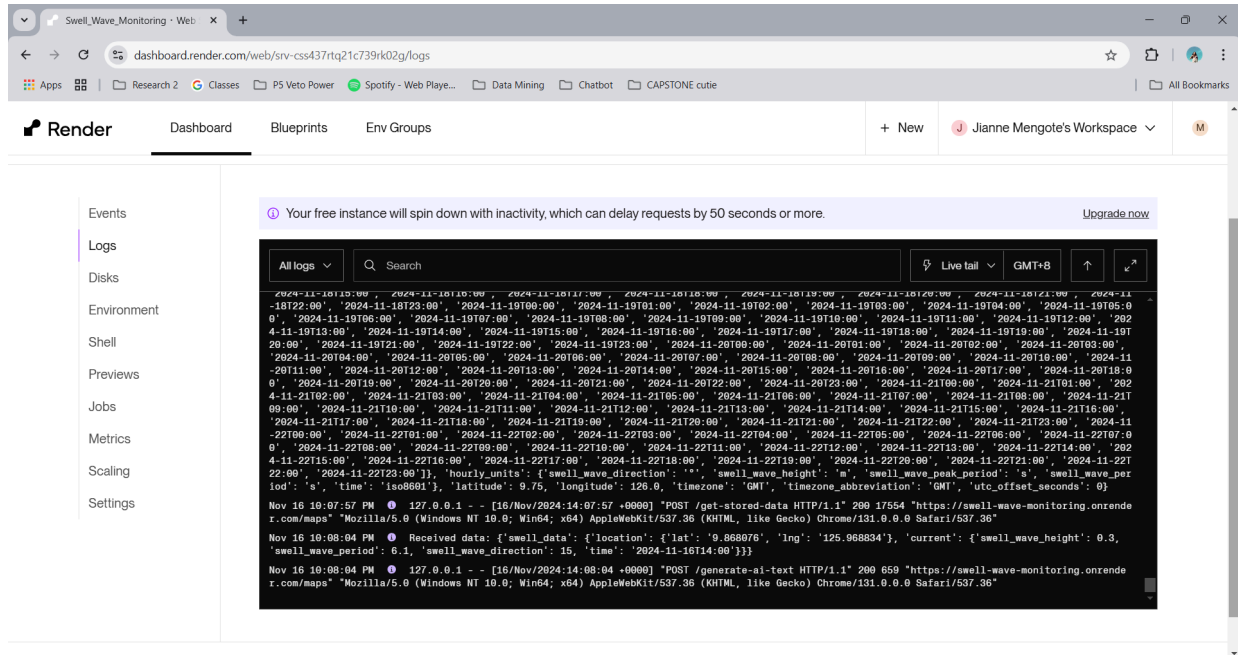 Swell_Wave_Monitoring · Web
dashboard.render.com/web/srv-css437rtq21c739rk02g/logs
Apps
Research 2
Classes
P5 Veto Power
Spotify - Web Playe...
Data Mining
Chatbot
CAPSTONE cutie
All Bookmarks
Render
Dashboard
Blueprints
Env Groups
+ New
J Jianne Mengote's Workspace
M
Events
Logs
Disks
Environment
Shell
Previews
Jobs
Metrics
Scaling
Settings
Your free instance will spin down with inactivity, which can delay requests by 50 seconds or more.
Upgrade now
All logs
Search
Live tail
GMT+8
2024-11-18T15:00', '2024-11-18T16:00', '2024-11-18T17:00', '2024-11-18T18:00', '2024-11-18T19:00', '2024-11-18T20:00', '2024-11-18T21:00', '2024-11
-18T22:00', '2024-11-18T23:00', '2024-11-19T00:00', '2024-11-19T01:00', '2024-11-19T02:00', '2024-11-19T03:00', '2024-11-19T04:00', '2024-11-19T05:0
0', '2024-11-19T06:00', '2024-11-19T07:00', '2024-11-19T08:00', '2024-11-19T09:00', '2024-11-19T10:00', '2024-11-19T11:00', '2024-11-19T12:00', '202
4-11-19T13:00', '2024-11-19T14:00', '2024-11-19T15:00', '2024-11-19T16:00', '2024-11-19T17:00', '2024-11-19T18:00', '2024-11-19T19:00', '2024-11-19T
20:00', '2024-11-19T21:00', '2024-11-19T22:00', '2024-11-19T23:00', '2024-11-20T00:00', '2024-11-20T01:00', '2024-11-20T02:00', '2024-11-20T03:00',
'2024-11-20T04:00', '2024-11-20T05:00', '2024-11-20T06:00', '2024-11-20T07:00', '2024-11-20T08:00', '2024-11-20T09:00', '2024-11-20T10:00', '2024-11
-20T11:00', '2024-11-20T12:00', '2024-11-20T13:00', '2024-11-20T14:00', '2024-11-20T15:00', '2024-11-20T16:00', '2024-11-20T17:00', '2024-11-20T18:0
0', '2024-11-20T19:00', '2024-11-20T20:00', '2024-11-20T21:00', '2024-11-20T22:00', '2024-11-20T23:00', '2024-11-21T00:00', '2024-11-21T01:00', '202
4-11-21T02:00', '2024-11-21T03:00', '2024-11-21T04:00', '2024-11-21T05:00', '2024-11-21T06:00', '2024-11-21T07:00', '2024-11-21T08:00', '2024-11-21T
09:00', '2024-11-21T10:00', '2024-11-21T11:00', '2024-11-21T12:00', '2024-11-21T13:00', '2024-11-21T14:00', '2024-11-21T15:00', '2024-11-21T16:00',
'2024-11-21T17:00', '2024-11-21T18:00', '2024-11-21T19:00', '2024-11-21T20:00', '2024-11-21T21:00', '2024-11-21T22:00', '2024-11-21T23:00', '2024-11
-22T00:00', '2024-11-22T01:00', '2024-11-22T02:00', '2024-11-22T03:00', '2024-11-22T04:00', '2024-11-22T05:00', '2024-11-22T06:00', '2024-11-22T07:0
0', '2024-11-22T08:00', '2024-11-22T09:00', '2024-11-22T10:00', '2024-11-22T11:00', '2024-11-22T12:00', '2024-11-22T13:00', '2024-11-22T14:00', '202
4-11-22T15:00', '2024-11-22T16:00', '2024-11-22T17:00', '2024-11-22T18:00', '2024-11-22T19:00', '2024-11-22T20:00', '2024-11-22T21:00', '2024-11-22T
22:00', '2024-11-22T23:00']}, 'hourly_units': {'swell_wave_direction': '°', 'swell_wave_height': 'm', 'swell_wave_peak_period': 's', 'swell_wave_per
iod': 's', 'time': 'iso8601'}, 'latitude': 9.75, 'longitude': 126.0, 'timezone': 'GMT', 'timezone_abbreviation': 'GMT', 'utc_offset_seconds': 0}
Nov 16 10:07:57 PM 127.0.0.1 - - [16/Nov/2024:14:07:57 +0000] "POST /get-stored-data HTTP/1.1" 200 17554 "https://swell-wave-monitoring.onrende
r.com/maps" "Mozilla/5.0 (Windows NT 10.0; Win64; x64) AppleWebKit/537.36 (KHTML, like Gecko) Chrome/131.0.0.0 Safari/537.36"
Nov 16 10:08:04 PM Received data: {'swell_data': {'location': {'lat': '9.868076', 'lng': '125.968834'}, 'current': {'swell_wave_height': 0.3,
'swell_wave_period': 6.1, 'swell_wave_direction': 15, 'time': '2024-11-16T14:00'}}}
Nov 16 10:08:04 PM 127.0.0.1 - - [16/Nov/2024:14:08:04 +0000] "POST /generate-ai-text HTTP/1.1" 200 659 "https://swell-wave-monitoring.onrende
r.com/maps" "Mozilla/5.0 (Windows NT 10.0; Win64; x64) AppleWebKit/537.36 (KHTML, like Gecko) Chrome/131.0.0.0 Safari/537.36"